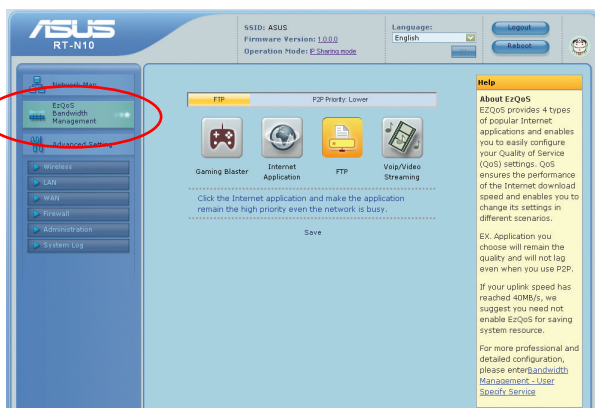 ASUS
RT-N10
SSID: ASUS
Firmware Version: 1.0.0.0
Operation Mode: IP Sharing mode
Language:
English
Logout
Reboot
Network Map
EzQoS
Bandwidth
Management
Advanced Setting
Wireless
LAN
WAN
Firewall
Administration
System Log
FTP
P2P Priority: Lower
Gaming Blaster
Internet
Application
FTP
Voip/Video
Streaming
Click the Internet application and make the application
remain the high priority even the network is busy.
Save
Help
About EzQoS
EZQoS provides 4 types
of popular Internet
applications and enables
you to easily configure
your Quality of Service
(QoS) settings. QoS
ensures the performance
of the Internet download
speed and enables you to
change its settings in
different scenarios.
EX. Application you
choose will remain the
quality and will not lag
even when you use P2P.
If your uplink speed has
reached 40MB/s, we
suggest you need not
enable EzQoS for saving
system resource.
For more professional and
detailed configuration,
please enterBandwidth
Management - User
Specify Service